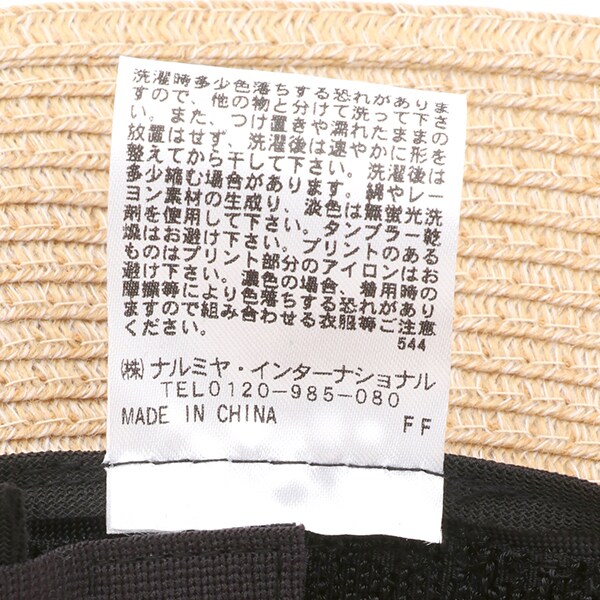 洗濯時多少色落ちする恐れがありま
すので、他の物と分けて洗って下さ
い。また、つけ置きや濡れたままの
放置はせず、洗濯後は速やかに形を
整えてから干して下さい。洗濯後は
多少縮む場合があります。綿やレー
ヨン素材の生成り、淡色は無蛍光洗
剤を使用して下さい。タンブラー乾
燥はお避け下さい。プリントのある
ものはプリント部分のアイロンはお
避け下さい。濃色の場合、着用時の
摩擦等により色落ちする恐れがあり
ますので組み合わせる衣服等ご注意
ください。 544
㈱ナルミヤ・インターナショナル
TEL0120-985-080
MADE IN CHINA FF